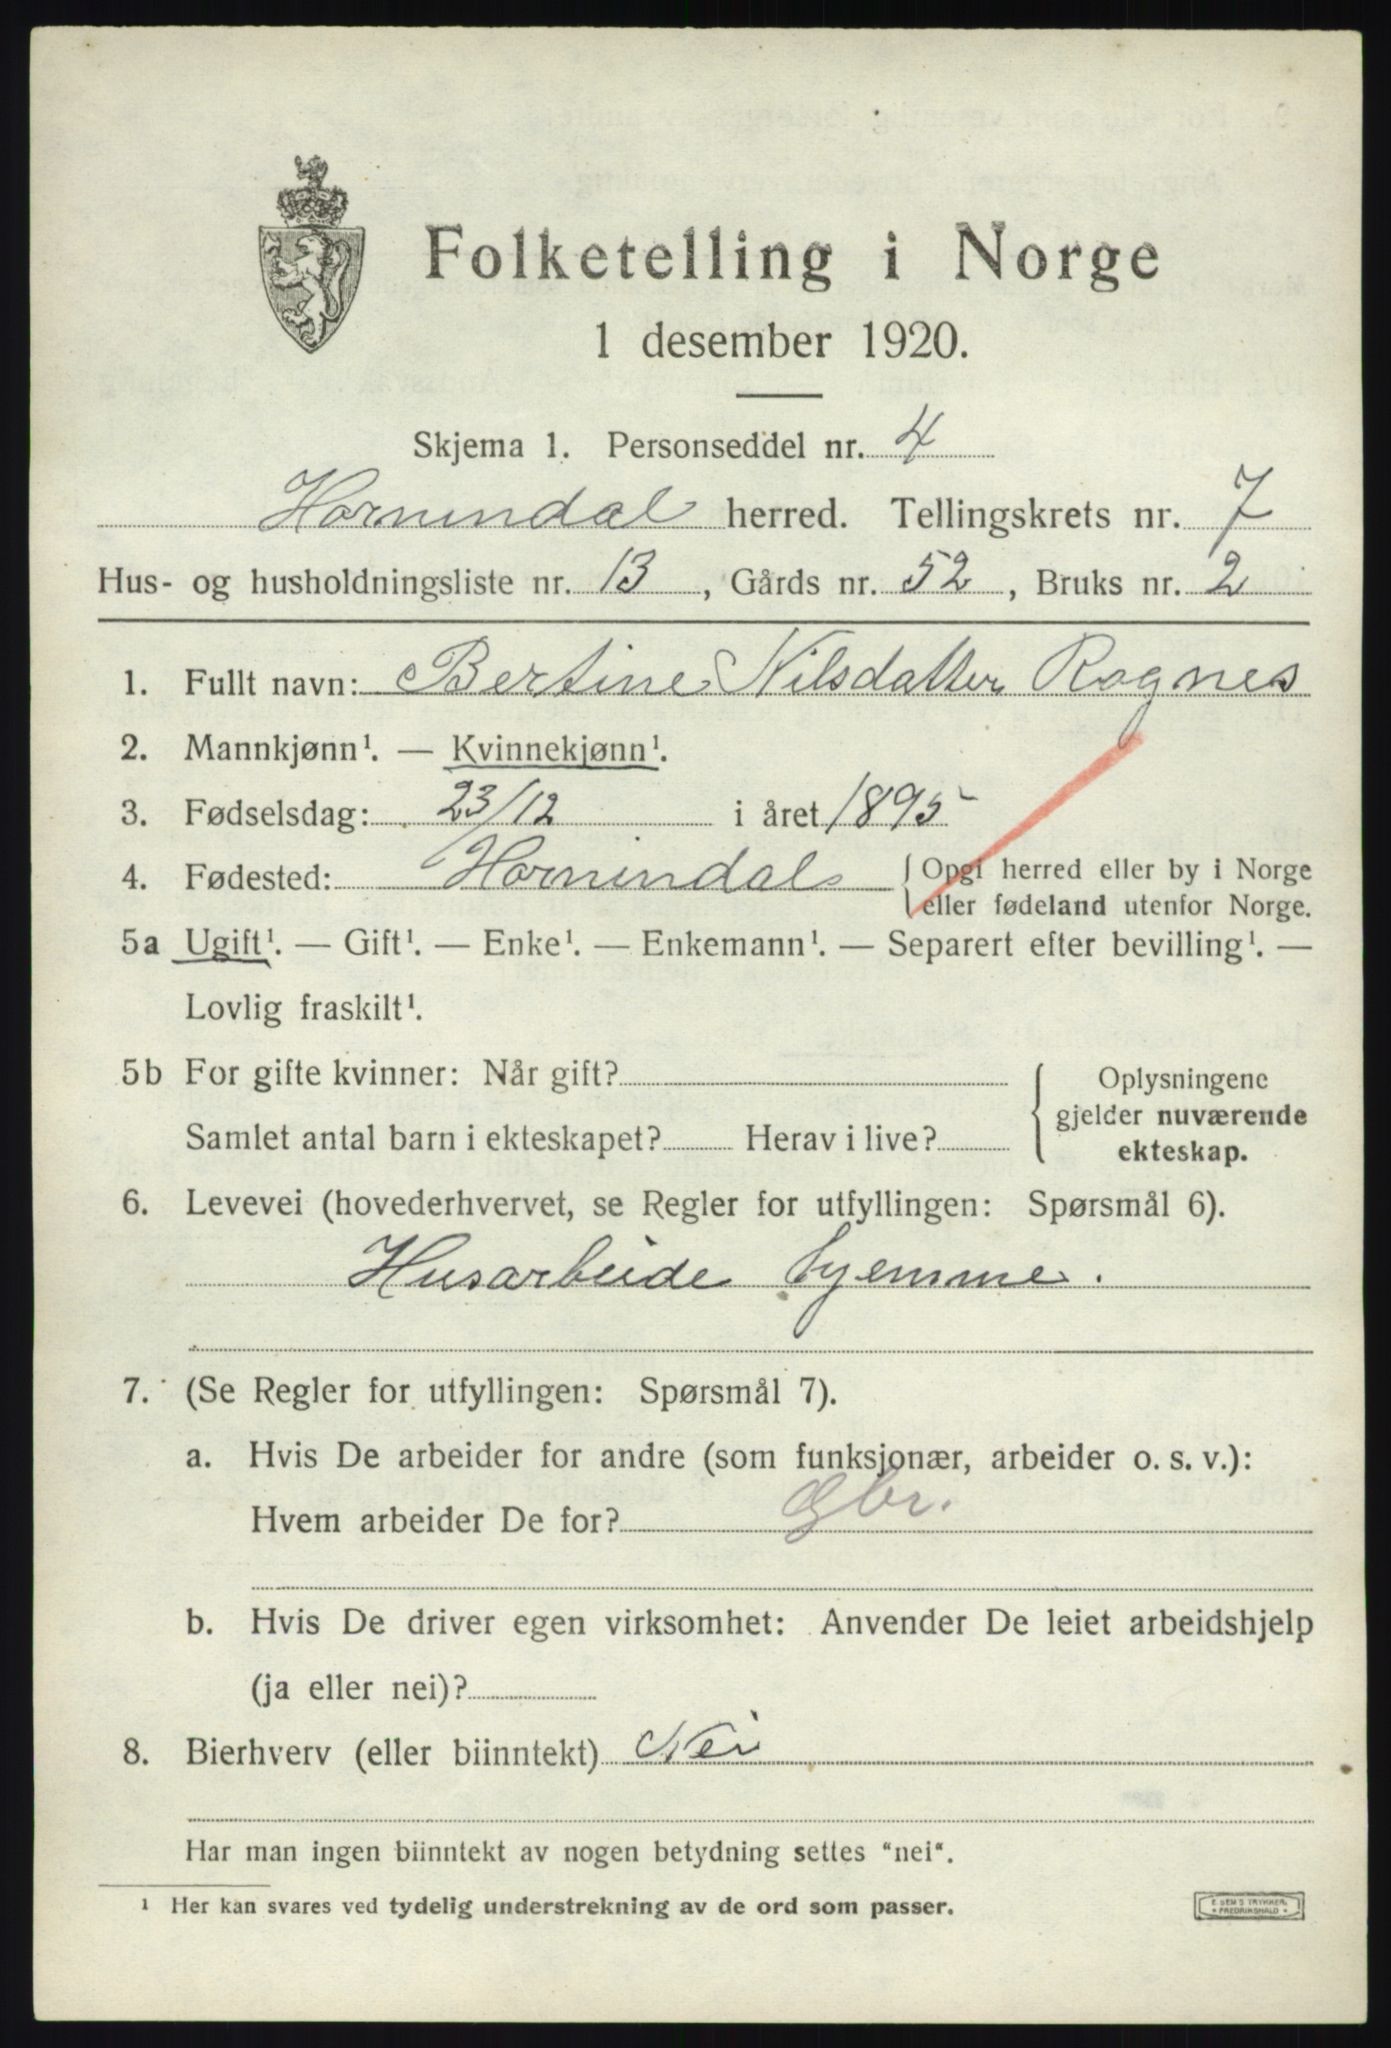 Folketelling i Norge
1 desember 1920.
Skjema 1. Personseddel nr. 4
Hornindal herred. Tellingskrets nr. 7
Hus- og husholdningsliste nr. 13, Gårds nr. 52, Bruks nr. 2
1. Fullt navn: Bertine Nilsdatter Rognes
2. Mannkjønn¹. — Kvinnekjønn¹.
3. Fødselsdag: 23/12 i året 1895
4. Fødested: Hornindal { Opgi herred eller by i Norge
eller fødeland utenfor Norge.
5a Ugift¹. — Gift¹. — Enke¹. — Enkemann¹. — Separert efter bevilling¹. —
Lovlig fraskilt¹.
5b For gifte kvinner: Når gift? { Oplysningene
gjelder nuværende
Samlet antal barn i ekteskapet? Herav i live?
ekteskap.
6. Levevei (hovederhvervet, se Regler for utfyllingen: Spørsmål 6).
Husarbeide hjemme.
7. (Se Regler for utfyllingen: Spørsmål 7).
a. Hvis De arbeider for andre (som funksjonær, arbeider o. s. v.):
Hvem arbeider De for? Gbr.
b. Hvis De driver egen virksomhet: Anvender De leiet arbeidshjelp
(ja eller nei)?
8. Bierhverv (eller biinntekt) Nei
Har man ingen biinntekt av nogen betydning settes "nei".
¹ Her kan svares ved tydelig understrekning av de ord som passer.
E. SEM'S TRYKKERI
* FREDRIKSHALD *